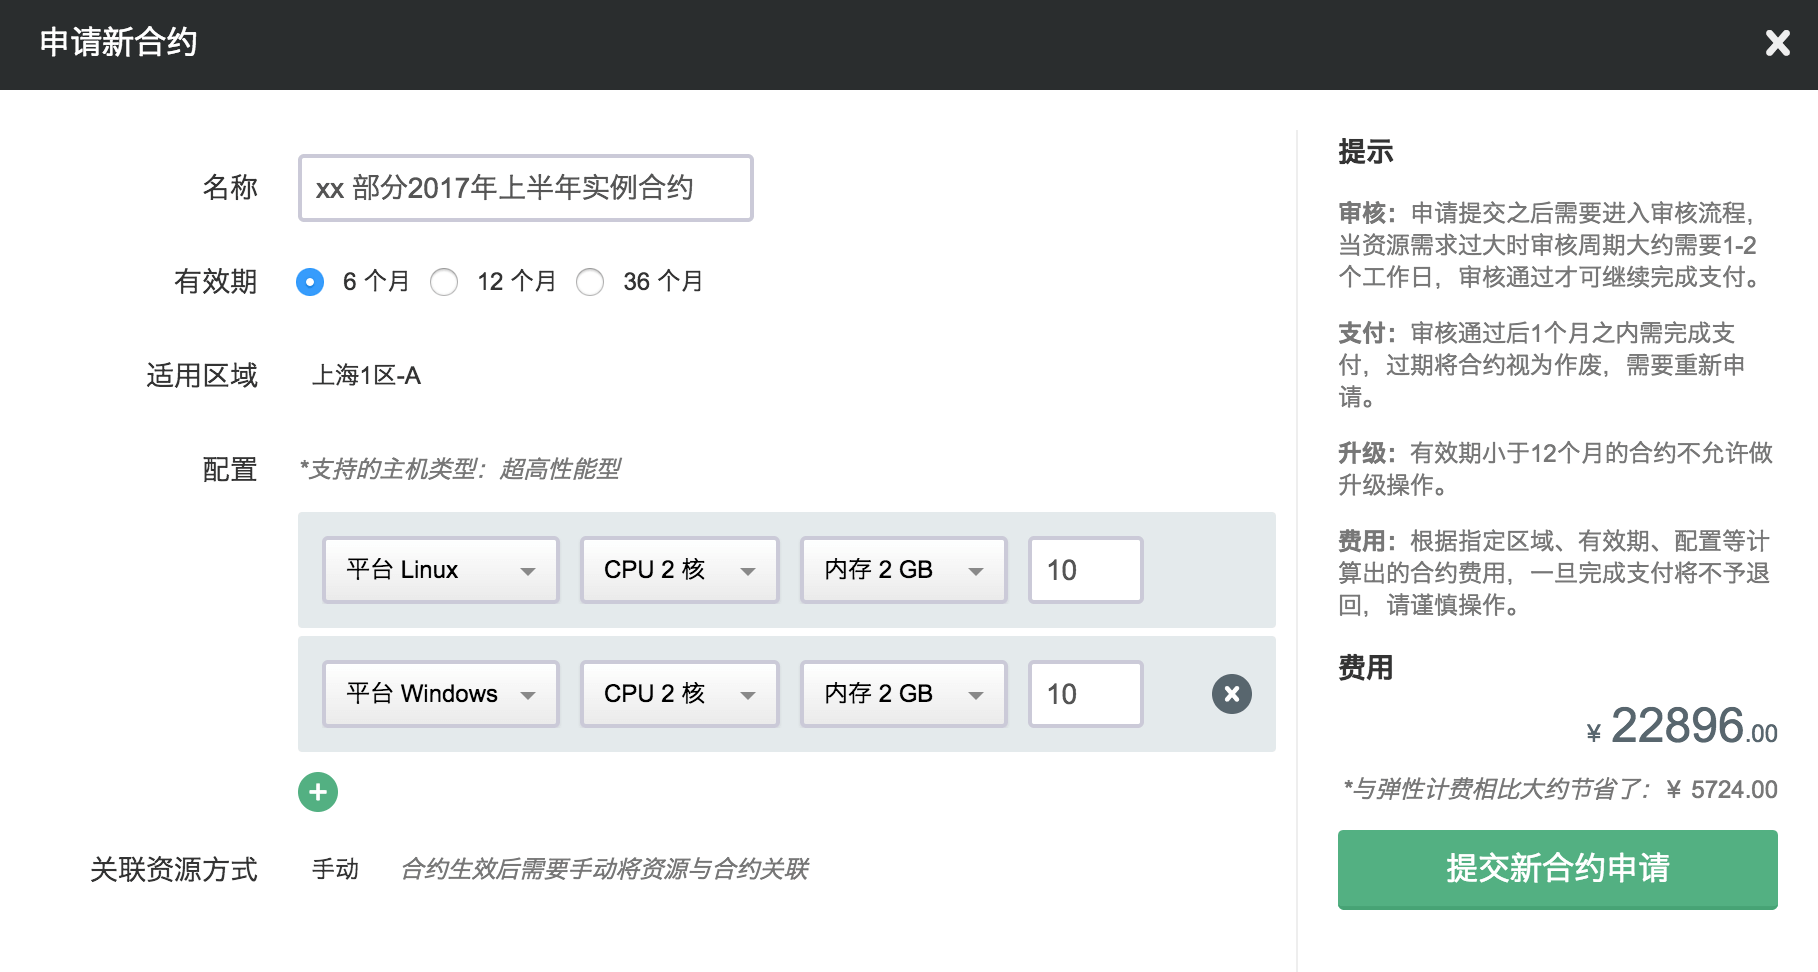 申请新合约
名称
xx 部分2017年上半年实例合约
有效期
6 个月
12 个月
36 个月
适用区域
上海1区-A
配置
*支持的主机类型：超高性能型
平台 Linux
CPU 2 核
内存 2 GB
10
平台 Windows
CPU 2 核
内存 2 GB
10
关联资源方式
手动
合约生效后需要手动将资源与合约关联
提示
审核：申请提交之后需要进入审核流程，
当资源需求过大时审核周期大约需要1-2
个工作日，审核通过才可继续完成支付。
支付：审核通过后1个月之内需完成支
付，过期将合约视为作废，需要重新申
请。
升级：有效期小于12个月的合约不允许做
升级操作。
费用：根据指定区域、有效期、配置等计
算出的合约费用，一旦完成支付将不予退
回，请谨慎操作。
费用
¥ 22896.00
*与弹性计费相比大约节省了：¥ 5724.00
提交新合约申请